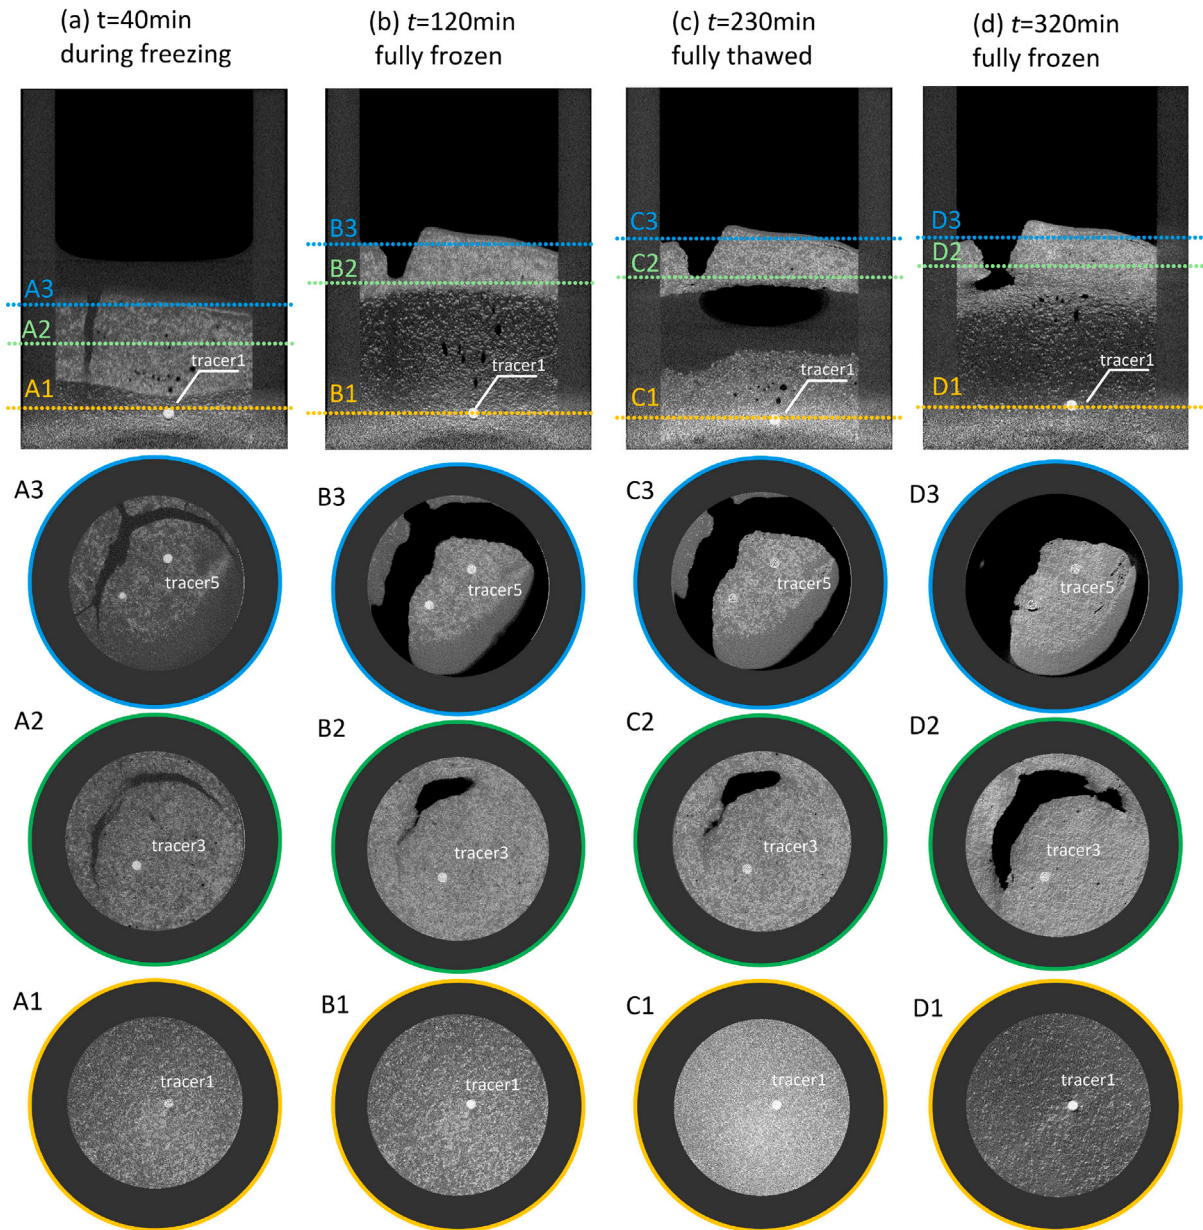 (a) t=40min
during freezing
(b) t=120min
fully frozen
(c) t=230min
fully thawed
(d) t=320min
fully frozen
A3
A2
A1
tracer1
B3
B2
B1
tracer1
C3
C2
C1
tracer1
D3
D2
D1
tracer1
A3
tracer5
B3
tracer5
C3
tracer5
D3
tracer5
A2
tracer3
B2
tracer3
C2
tracer3
D2
tracer3
A1
tracer1
B1
tracer1
C1
tracer1
D1
tracer1